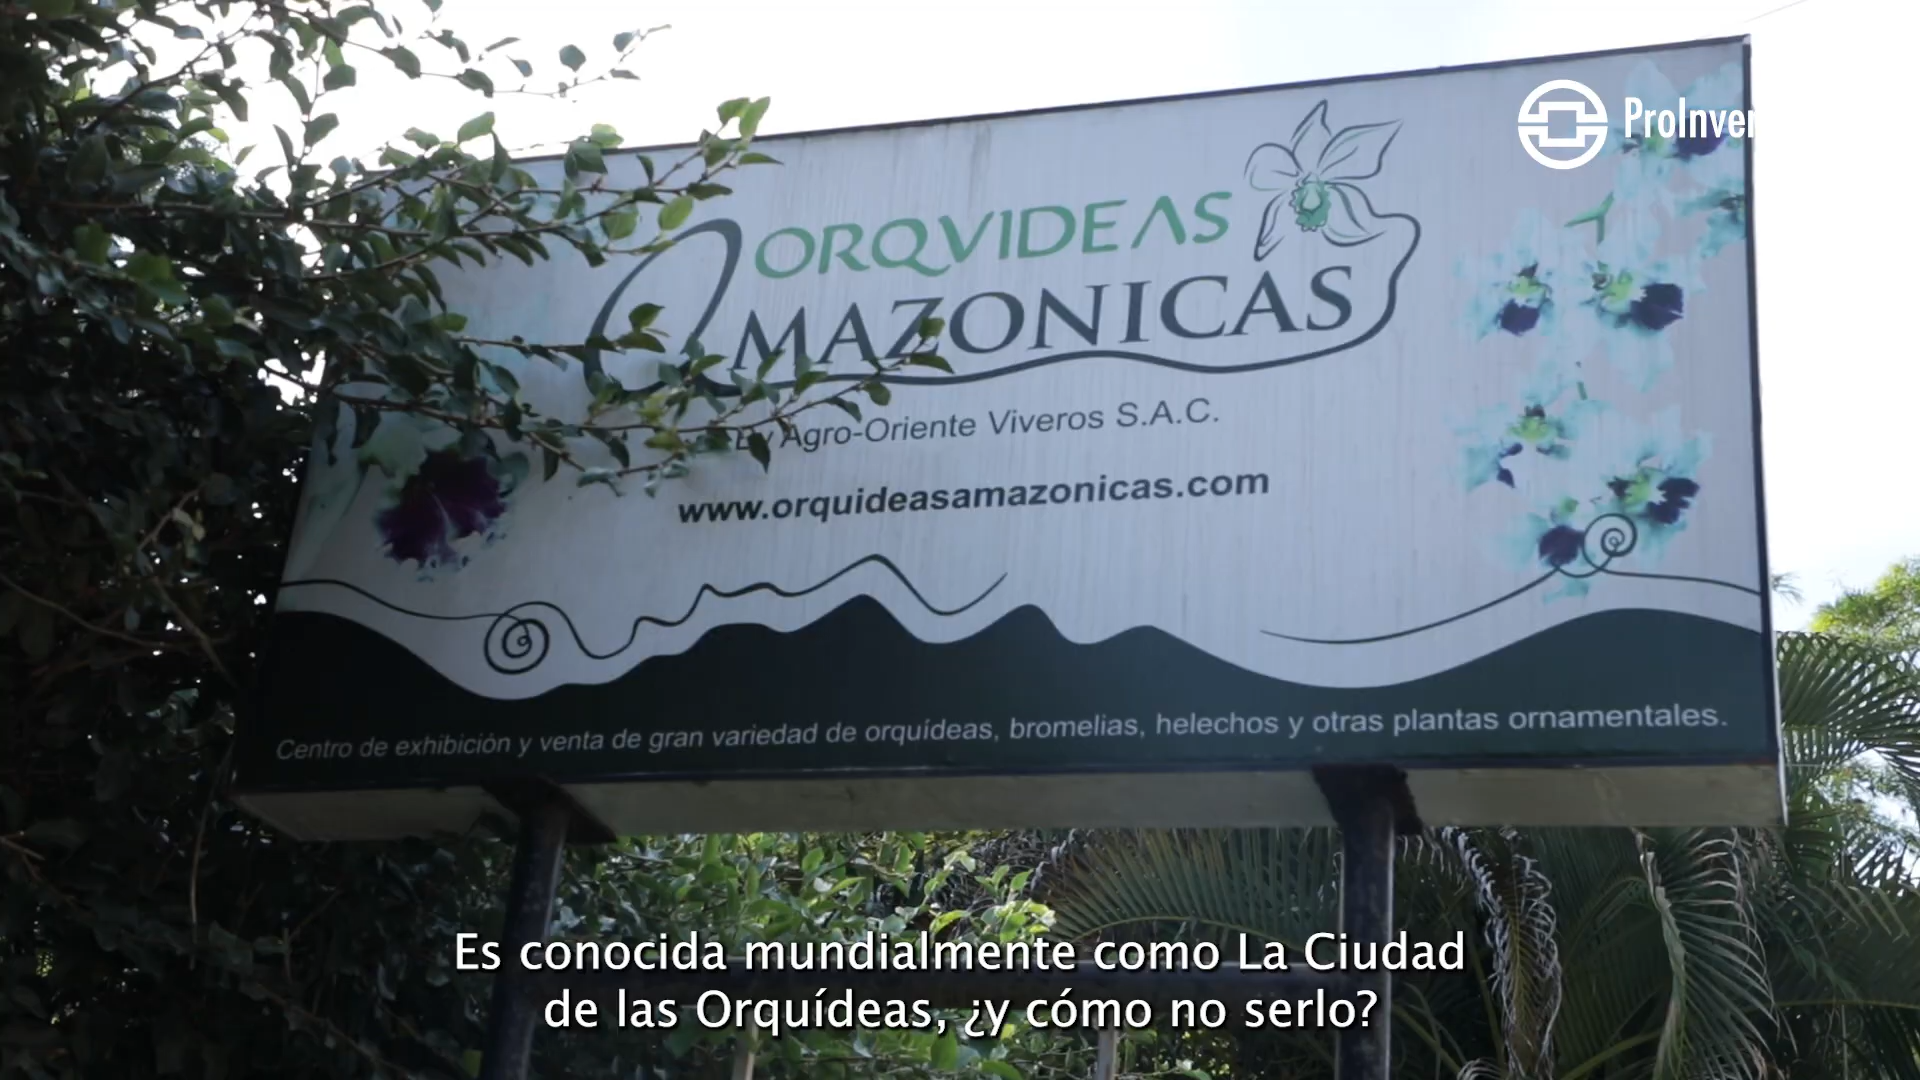 ProInver
ORQVIDEAS
AMAZONICAS
By Agro-Oriente Viveros S.A.C.
www.orquideasamazonicas.com
Centro de exhibición y venta de gran variedad de orquídeas, bromelias, helechos y otras plantas ornamentales.
Es conocida mundialmente como La Ciudad
de las Orquídeas, ¿y cómo no serlo?